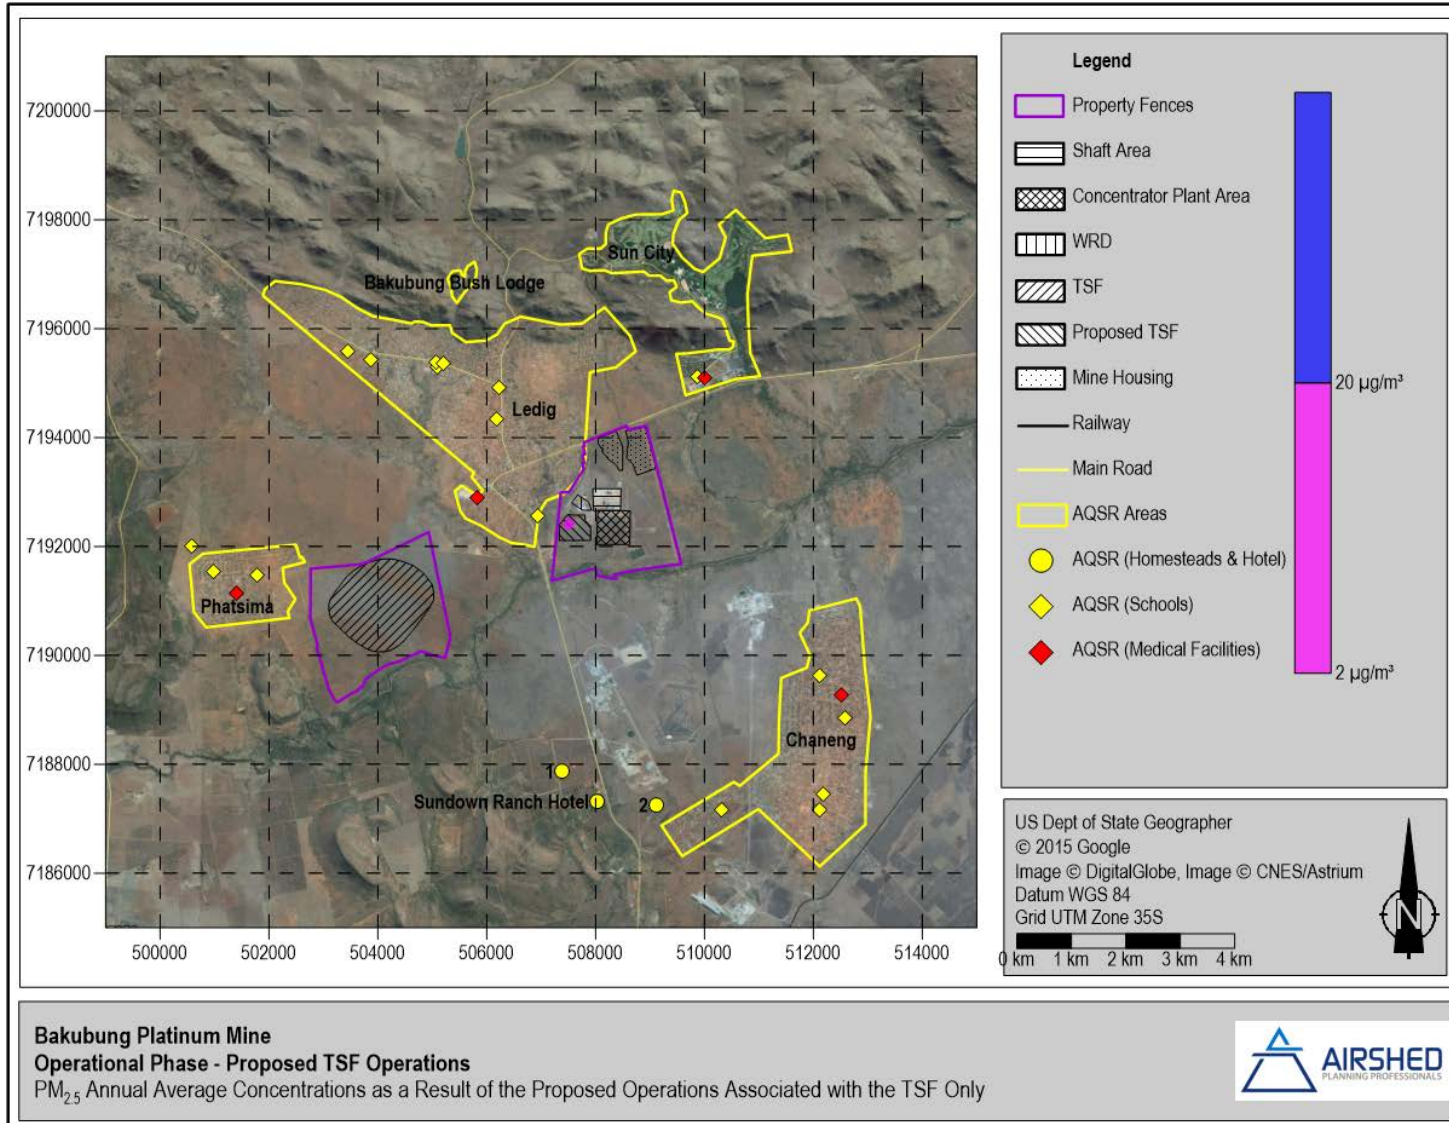 7200000
7198000
7196000
7194000
7192000
7190000
7188000
7186000
500000
502000
504000
506000
508000
510000
512000
514000
Sun City
Bakubung Bush Lodge
Ledig
Phatsima
Chaneng
1
Sundown Ranch Hotel
2
Legend
Property Fences
Shaft Area
Concentrator Plant Area
WRD
TSF
Proposed TSF
Mine Housing
Railway
Main Road
AQSR Areas
AQSR (Homesteads & Hotel)
AQSR (Schools)
AQSR (Medical Facilities)
20 µg/m³
2 µg/m³
US Dept of State Geographer
© 2015 Google
Image © DigitalGlobe, Image © CNES/Astrium
Datum WGS 84
Grid UTM Zone 35S
0 km 1 km 2 km 3 km 4 km
N
Bakubung Platinum Mine
Operational Phase - Proposed TSF Operations
PM2.5 Annual Average Concentrations as a Result of the Proposed Operations Associated with the TSF Only
AIRSHED
PLANNING PROFESSIONALS